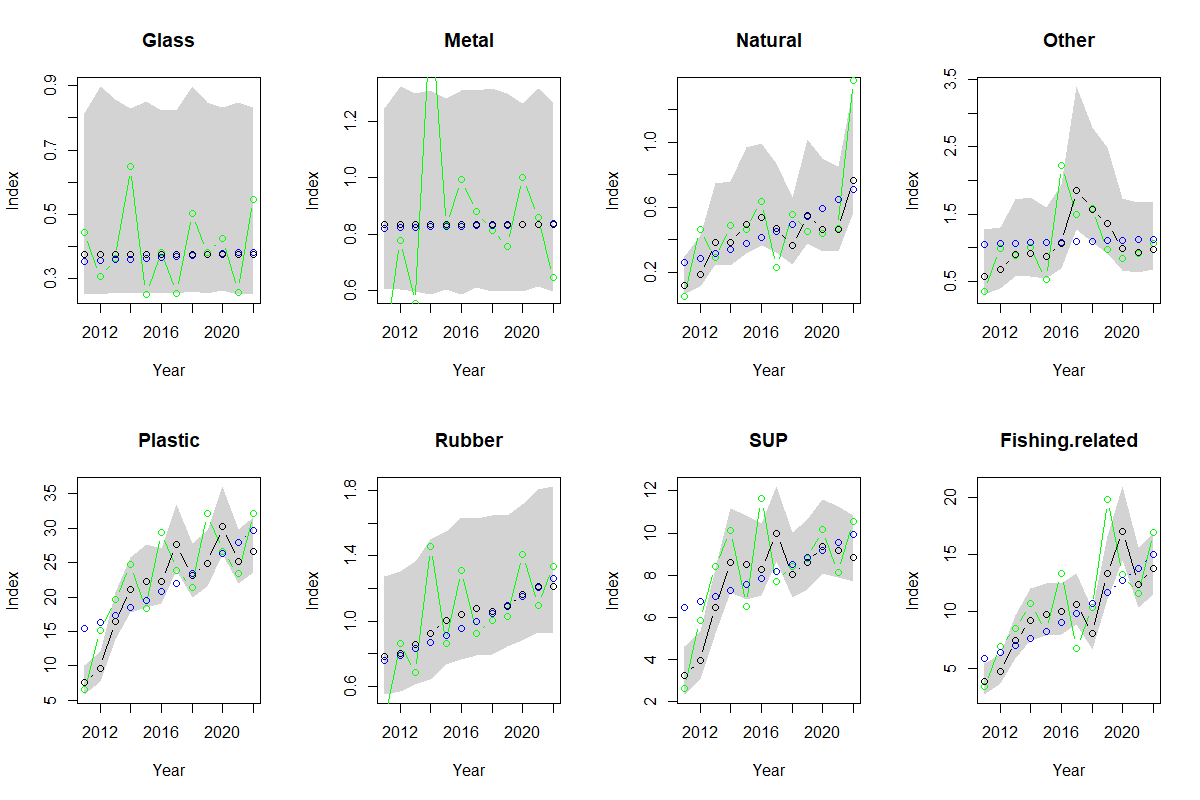 Glass
Index
0.9
0.5
0.3
2012 2016 2020
Year
Metal
Index
1.2
1.0
0.8
0.6
2012 2016 2020
Year
Natural
Index
1.0
0.6
0.2
2012 2016 2020
Year
Other
Index
3.5
2.5
1.5
0.5
2012 2016 2020
Year
Plastic
Index
35
30
25
20
15
10
5
2012 2016 2020
Year
Rubber
Index
1.8
1.4
1.0
0.6
2012 2016 2020
Year
SUP
Index
12
10
8
6
4
2
2012 2016 2020
Year
Fishing.related
Index
20
15
10
5
2012 2016 2020
Year